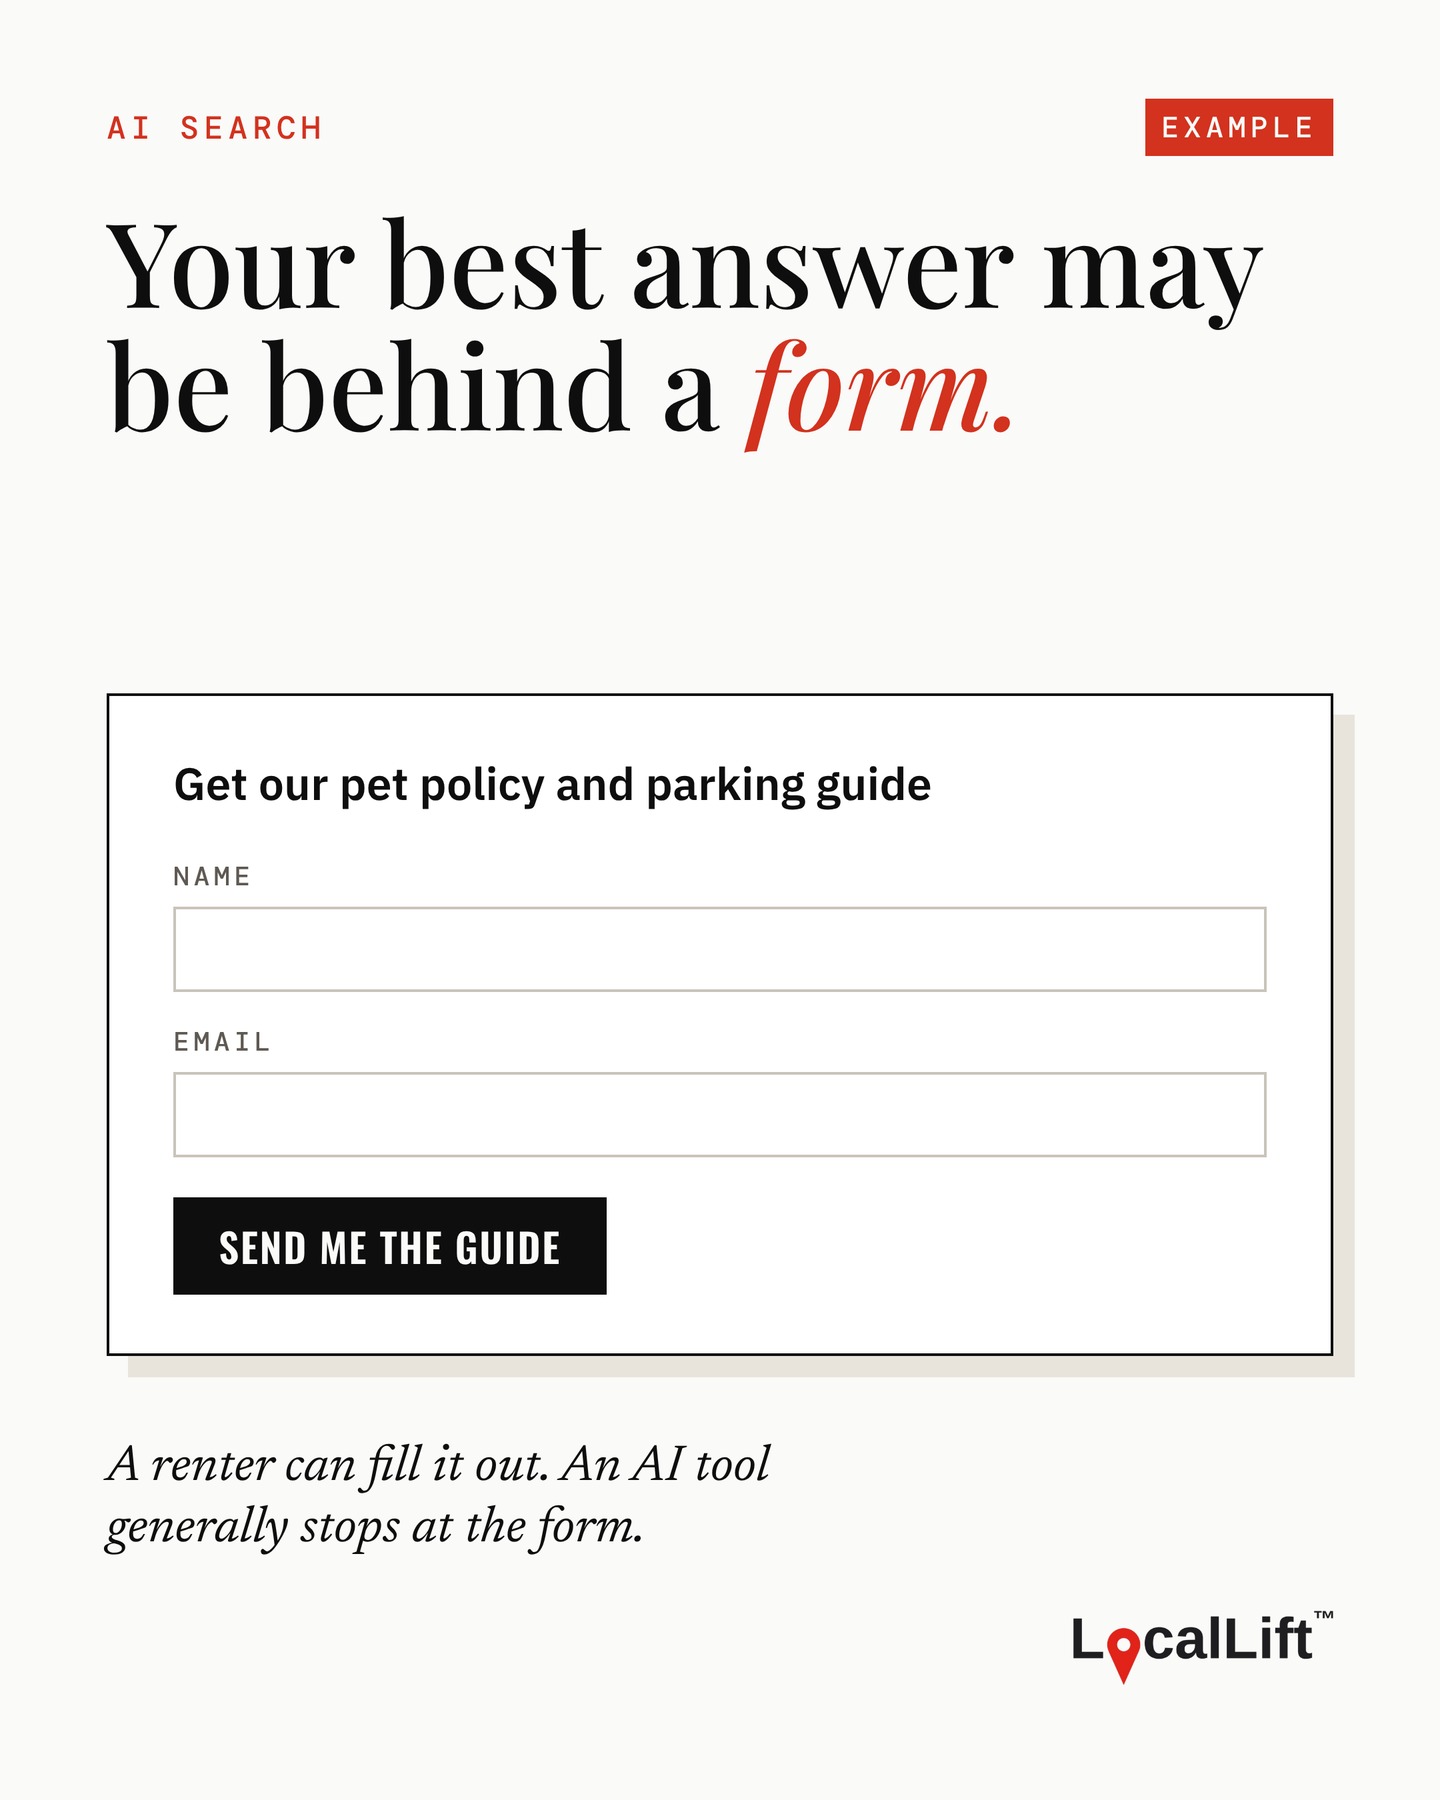 AI SEARCH
EXAMPLE
Your best answer may
be behind a form.
Get our pet policy and parking guide
NAME
EMAIL
SEND ME THE GUIDE
A renter can fill it out. An AI tool
generally stops at the form.
LocalLift™